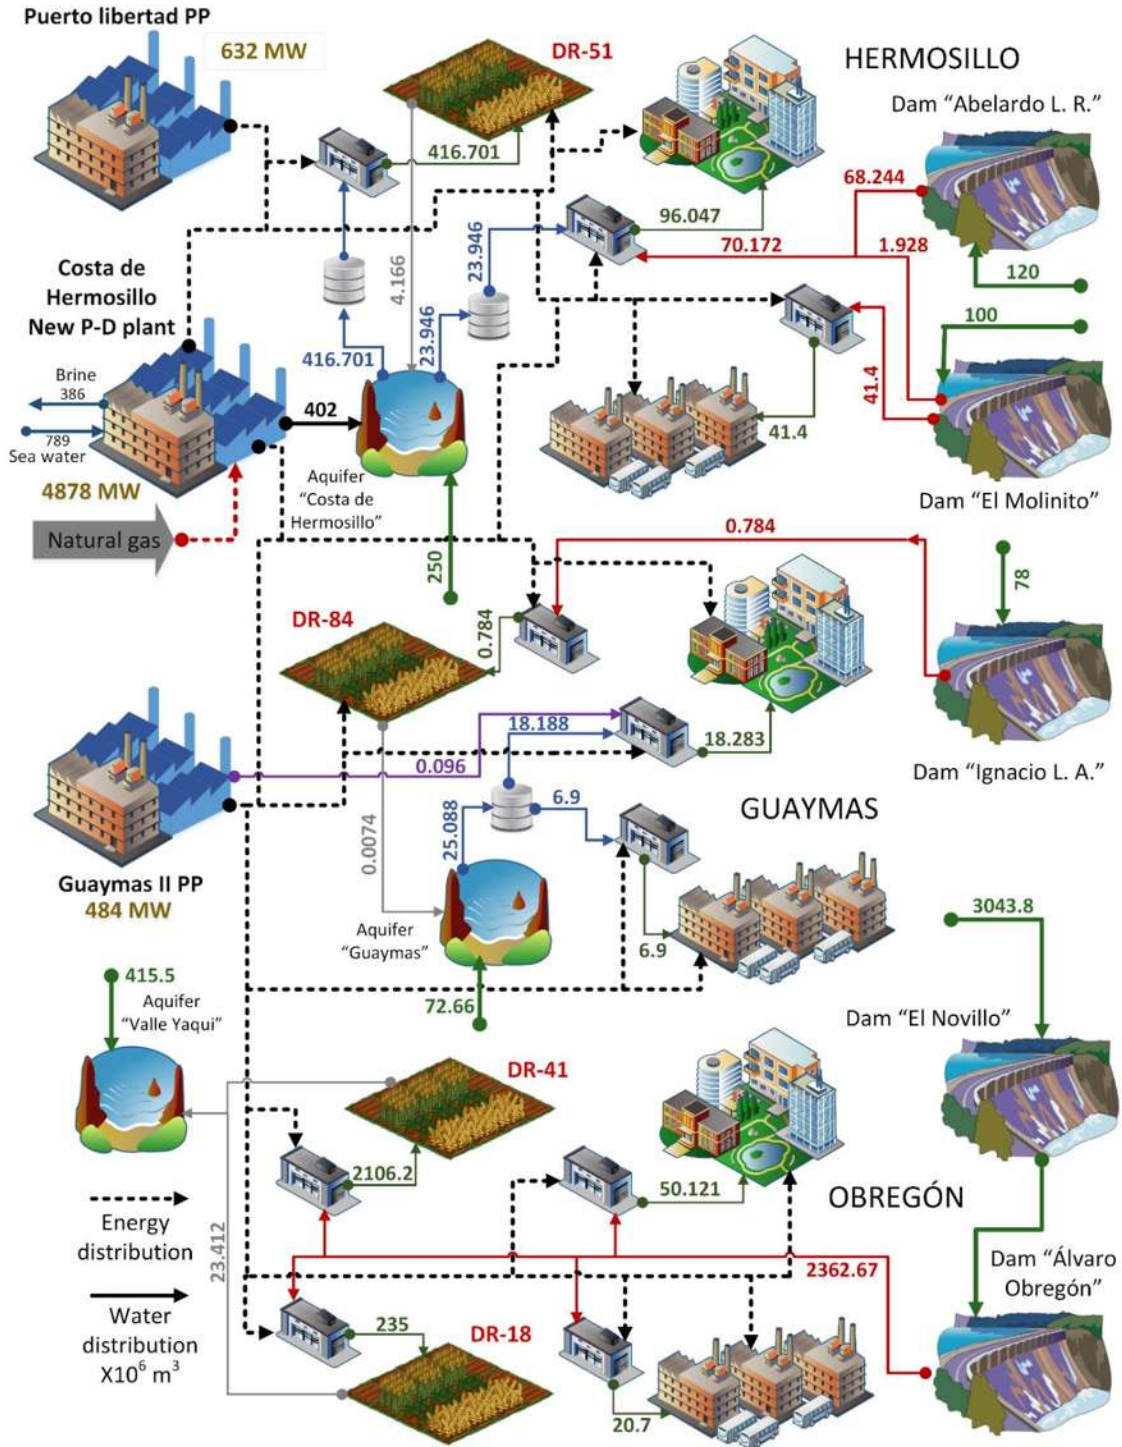 Puerto libertad PP
632 MW
DR-51
HERMOSILLO
Dam “Abelardo L. R.”
416.701
68.244
96.047
70.172
1.928
120
4.166
23.946
Costa de
Hermosillo
New P-D plant
416.701
23.946
100
Brine
386
402
41.4
41.4
789
Sea water
4878 MW
Aquifer
“Costa de
Hermosillo”
Dam “El Molinito”
Natural gas
250
0.784
78
DR-84
0.784
18.188
18.283
0.096
Dam “Ignacio L. A.”
6.9
GUAYMAS
25.088
0.0074
Guaymas II PP
484 MW
Aquifer
“Guaymas”
6.9
3043.8
415.5
Aquifer
“Valle Yaqui”
72.66
Dam “El Novillo”
DR-41
2106.2
50.121
OBREGÓN
Energy
distribution
23.412
2362.67
Dam “Álvaro
Obregón”
Water
distribution
X10⁶ m³
235
DR-18
20.7